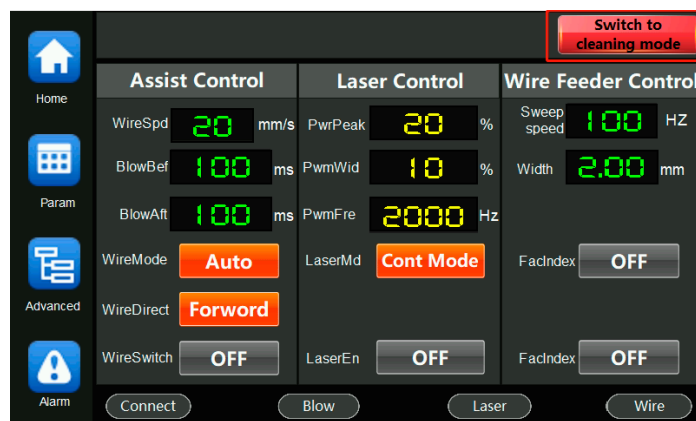 Switch to
cleaning mode
Home
Param
Advanced
Alarm
Assist Control
WireSpd 20 mm/s
BlowBef 100 ms
BlowAft 100 ms
WireMode Auto
WireDirect Forword
WireSwitch OFF
Laser Control
PwrPeak 20 %
PwmWid 10 %
PwmFre 2000 Hz
LaserMd Cont Mode
LaserEn OFF
Wire Feeder Control
Sweep
speed 100 HZ
Width 2.00 mm
FacIndex OFF
FacIndex OFF
Connect Blow Laser Wire